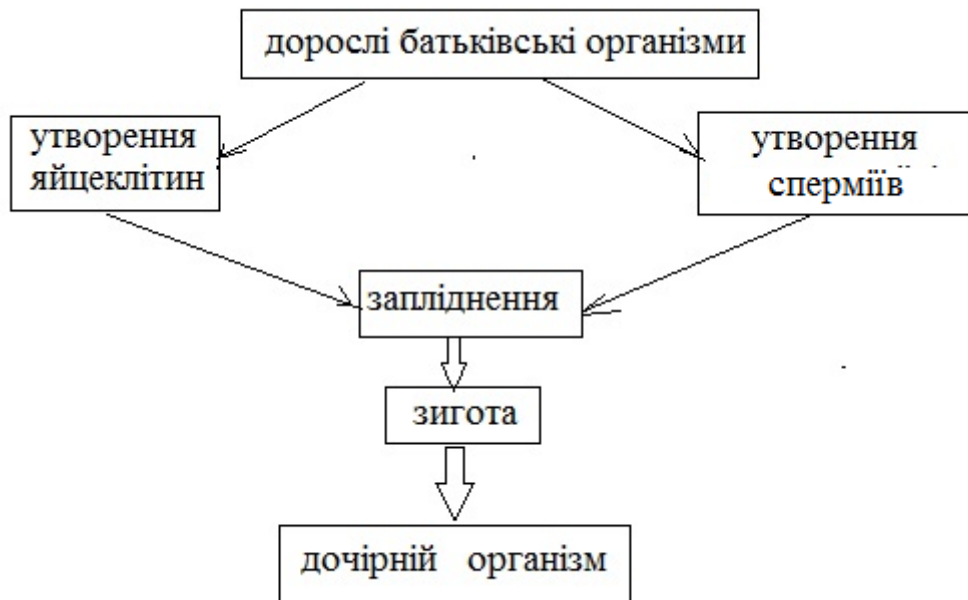 дорослі батьківські організми
утворення
яйцеклітин
утворення
сперміїв
запліднення
зигота
дочірній організм